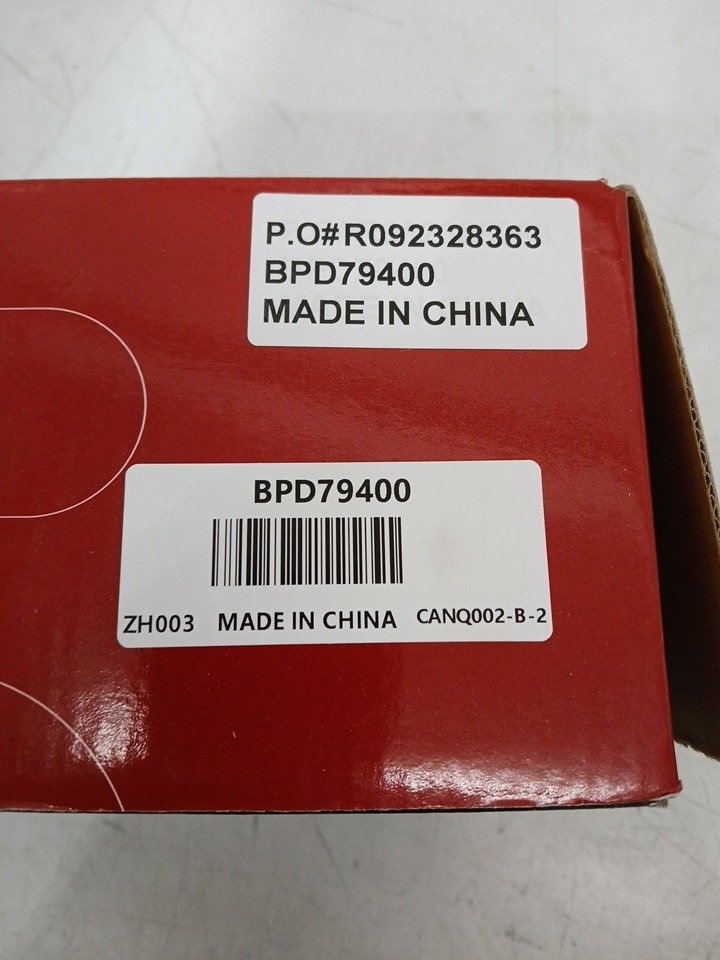 P.O#R092328363
BPD79400
MADE IN CHINA
BPD79400
ZH003 MADE IN CHINA CANQ002-B-2